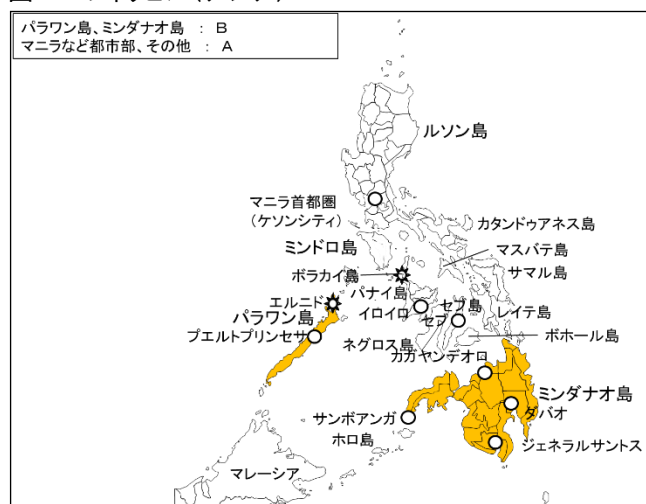 パラワン島、ミンダナオ島 ： B
マニラなど都市部、その他 ： A
ルソン島
マニラ首都圏
(ケソンシティ)
カタンドゥアネス島
ミンドロ島
マスバテ島
ボラカイ島
サマル島
パナイ島
エルニド
セブ島
イロイロ
セブ
レイテ島
パラワン島
プエルトプリンセサ
ネグロス島
ボホール島
カガヤンデオロ
ミンダナオ島
ダバオ
サンボアンガ
ホロ島
ジェネラルサントス
マレーシア